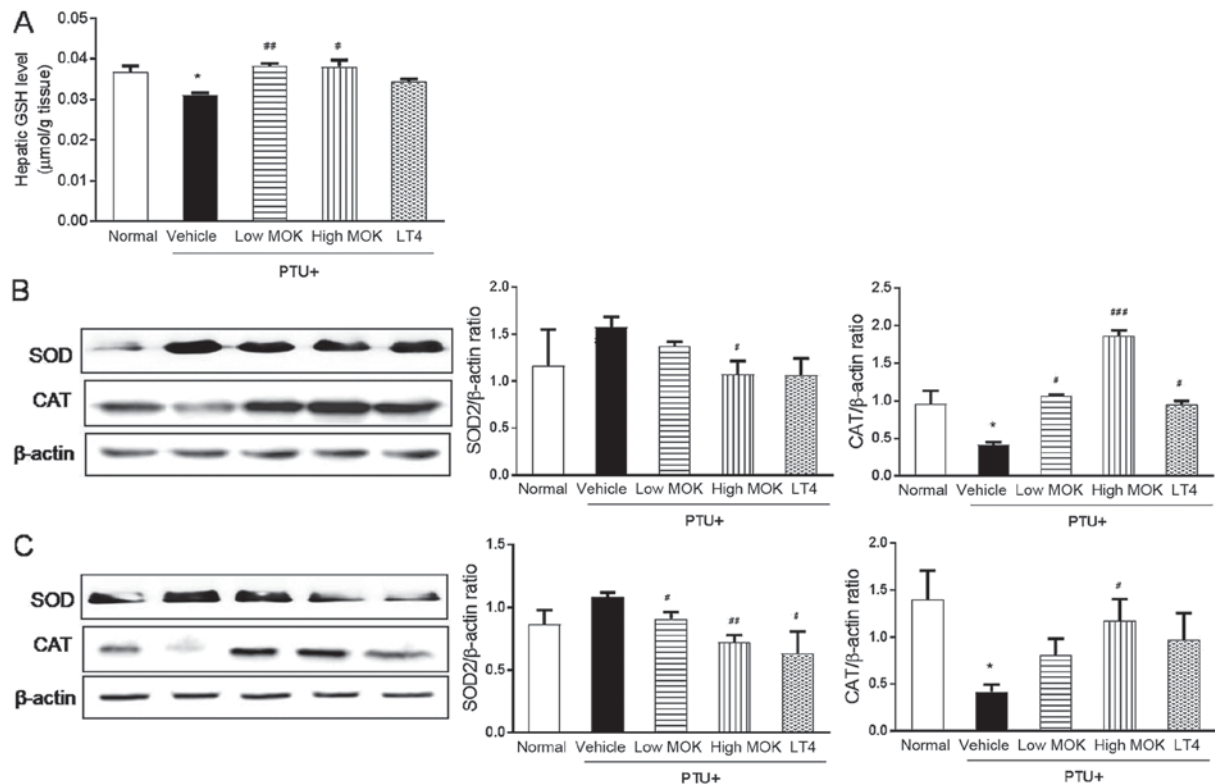 A
Hepatic GSH level
(μmol/g tissue)
0.05
0.04
0.03
0.02
0.01
0.00
*
##
#
Normal Vehicle Low MOK High MOK LT4
PTU+
B
SOD
CAT
β-actin
SOD2/β-actin ratio
2.0
1.5
1.0
0.5
0.0
#
Normal Vehicle Low MOK High MOK LT4
PTU+
CAT/β-actin ratio
2.5
2.0
1.5
1.0
0.5
0.0
*
#
###
#
Normal Vehicle Low MOK High MOK LT4
PTU+
C
SOD
CAT
β-actin
SOD2/β-actin ratio
1.5
1.0
0.5
0.0
#
##
#
Normal Vehicle Low MOK High MOK LT4
PTU+
CAT/β-actin ratio
2.0
1.5
1.0
0.5
0.0
*
#
Normal Vehicle Low MOK High MOK LT4
PTU+